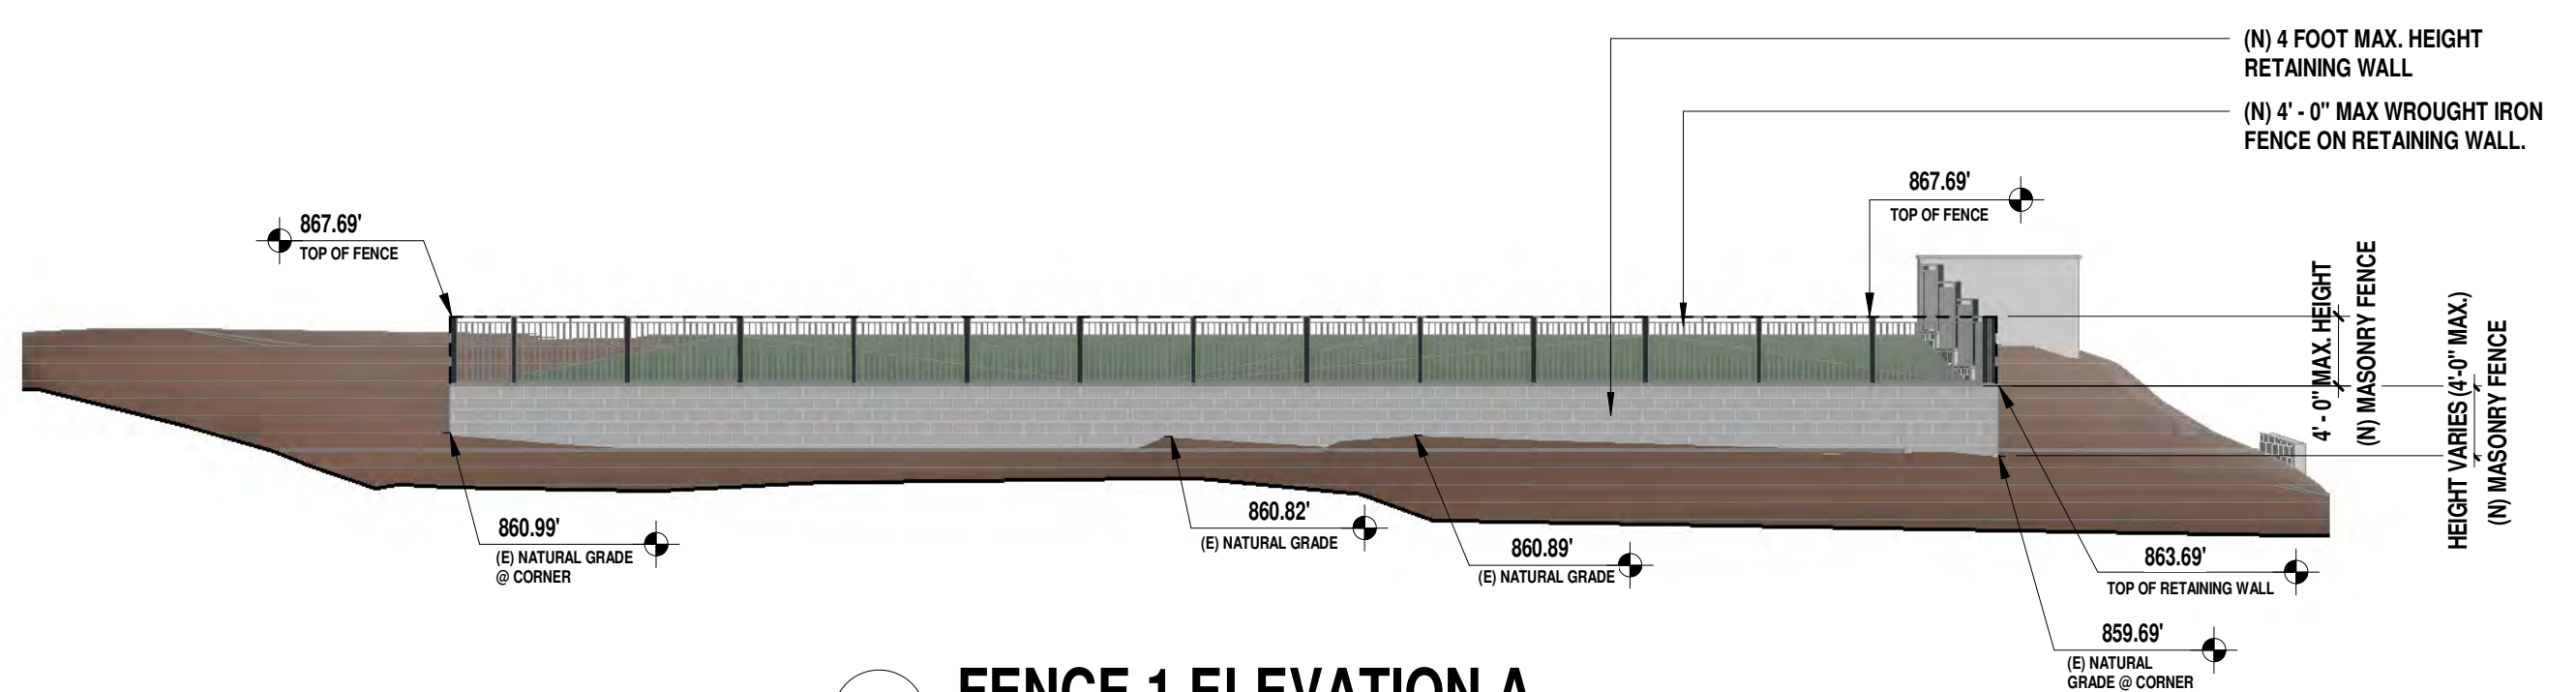 (N) 4 FOOT MAX. HEIGHT
RETAINING WALL
(N) 4' - 0" MAX WROUGHT IRON
FENCE ON RETAINING WALL.
867.69'
TOP OF FENCE
867.69'
TOP OF FENCE
4' - 0" MAX. HEIGHT
(N) MASONRY FENCE
HEIGHT VARIES (4'-0" MAX.)
(N) MASONRY FENCE
860.99'
(E) NATURAL GRADE
@ CORNER
860.82'
(E) NATURAL GRADE
860.89'
(E) NATURAL GRADE
863.69'
TOP OF RETAINING WALL
859.69'
(E) NATURAL
GRADE @ CORNER
FENCE 1 ELEVATION A